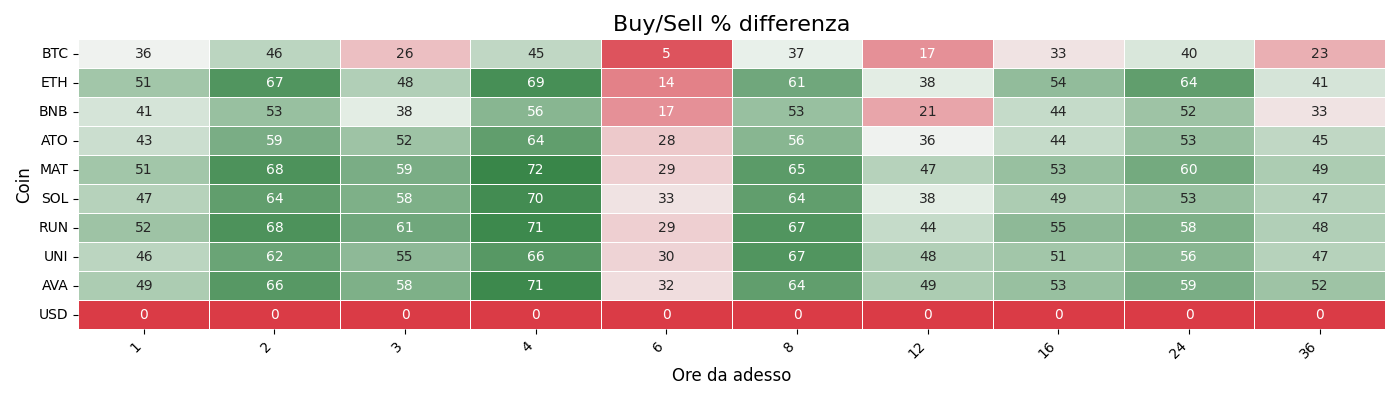 Buy/Sell % differenza
Coin
BTC 36 46 26 45 5 37 17 33 40 23
ETH 51 67 48 69 14 61 38 54 64 41
BNB 41 53 38 56 17 53 21 44 52 33
ATO 43 59 52 64 28 56 36 44 53 45
MAT 51 68 59 72 29 65 47 53 60 49
SOL 47 64 58 70 33 64 38 49 53 47
RUN 52 68 61 71 29 67 44 55 58 48
UNI 46 62 55 66 30 67 48 51 56 47
AVA 49 66 58 71 32 64 49 53 59 52
USD 0 0 0 0 0 0 0 0 0 0
1 2 3 4 6 8 12 16 24 36
Ore da adesso